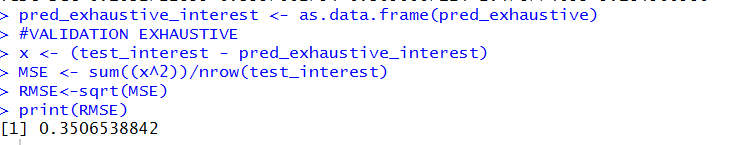 > pred_exhaustive_interest <- as.data.frame(pred_exhaustive)
> #VALIDATION EXHAUSTIVE
> x <- (test_interest - pred_exhaustive_interest)
> MSE <- sum((x^2))/nrow(test_interest)
> RMSE<-sqrt(MSE)
> print(RMSE)
[1] 0.3506538842